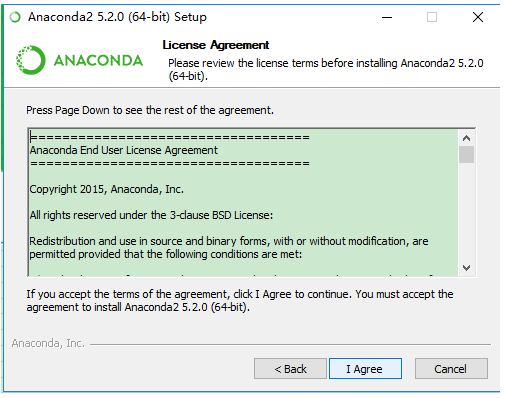 Anaconda2 5.2.0 (64-bit) Setup
ANACONDA
License Agreement
Please review the license terms before installing Anaconda2 5.2.0
(64-bit).
Press Page Down to see the rest of the agreement.
====================================
Anaconda End User License Agreement
====================================
Copyright 2015, Anaconda, Inc.
All rights reserved under the 3-clause BSD License:
Redistribution and use in source and binary forms, with or without modification, are
permitted provided that the following conditions are met:
If you accept the terms of the agreement, click I Agree to continue. You must accept the
agreement to install Anaconda2 5.2.0 (64-bit).
Anaconda, Inc.
< Back
I Agree
Cancel